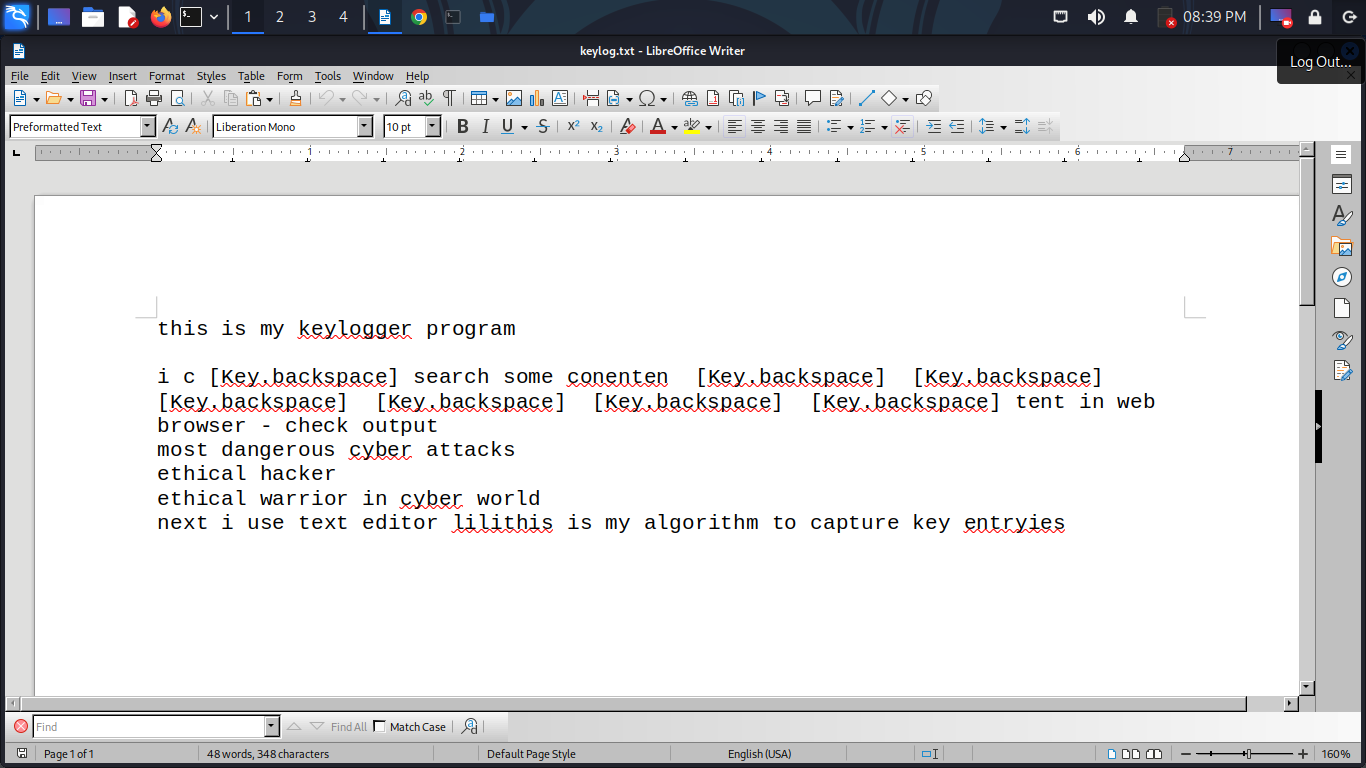 1 2 3 4 08:39 PM
keylog.txt - LibreOffice Writer
Log Out...
File Edit View Insert Format Styles Table Form Tools Window Help
Preformatted Text Liberation Mono 10 pt B I U S X² X₂ A
1 2 3 4 5 6 7
this is my keylogger program
i c [Key.backspace] search some conenten [Key.backspace] [Key.backspace]
[Key.backspace] [Key.backspace] [Key.backspace] [Key.backspace] tent in web
browser - check output
most dangerous cyber attacks
ethical hacker
ethical warrior in cyber world
next i use text editor lilithis is my algorithm to capture key entryies
Find Find All Match Case
Page 1 of 1 48 words, 348 characters Default Page Style English (USA) 160%